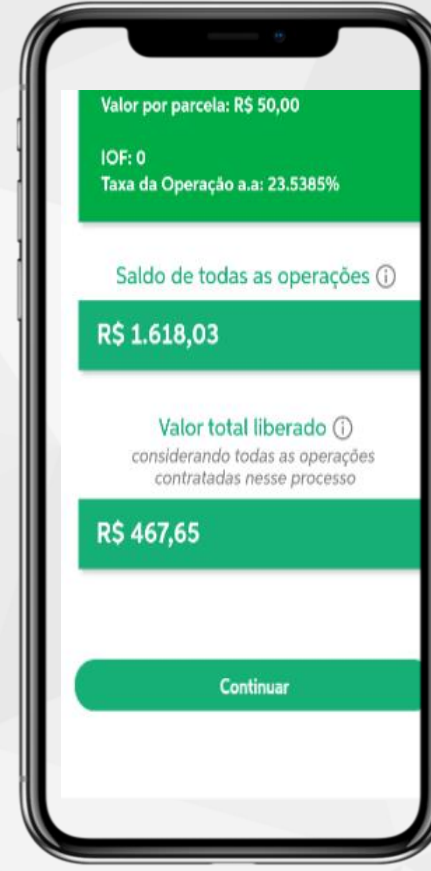 Valor por parcela: R$ 50,00
IOF: 0
Taxa da Operação a.a: 23.5385%
Saldo de todas as operações
R$ 1.618,03
Valor total liberado
considerando todas as operações
contratadas nesse processo
R$ 467,65
Continuar